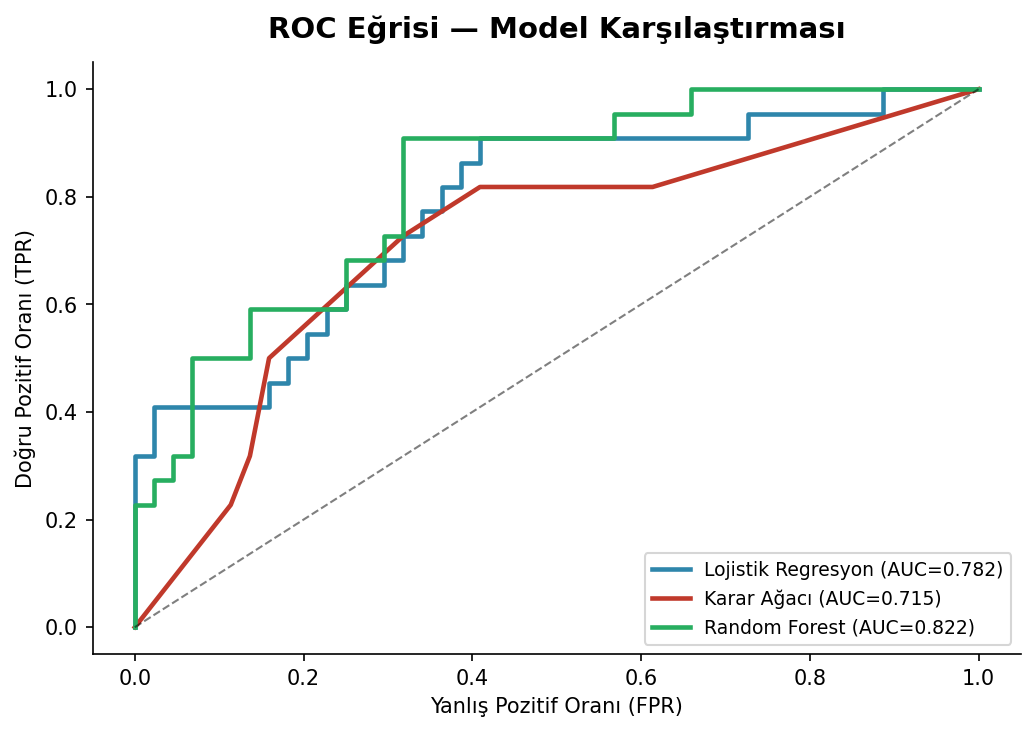 ROC Eğrisi — Model Karşılaştırması
1.0
0.8
0.6
0.4
0.2
0.0
Doğru Pozitif Oranı (TPR)
0.0 0.2 0.4 0.6 0.8 1.0
Yanlış Pozitif Oranı (FPR)
Lojistik Regresyon (AUC=0.782)
Karar Ağacı (AUC=0.715)
Random Forest (AUC=0.822)